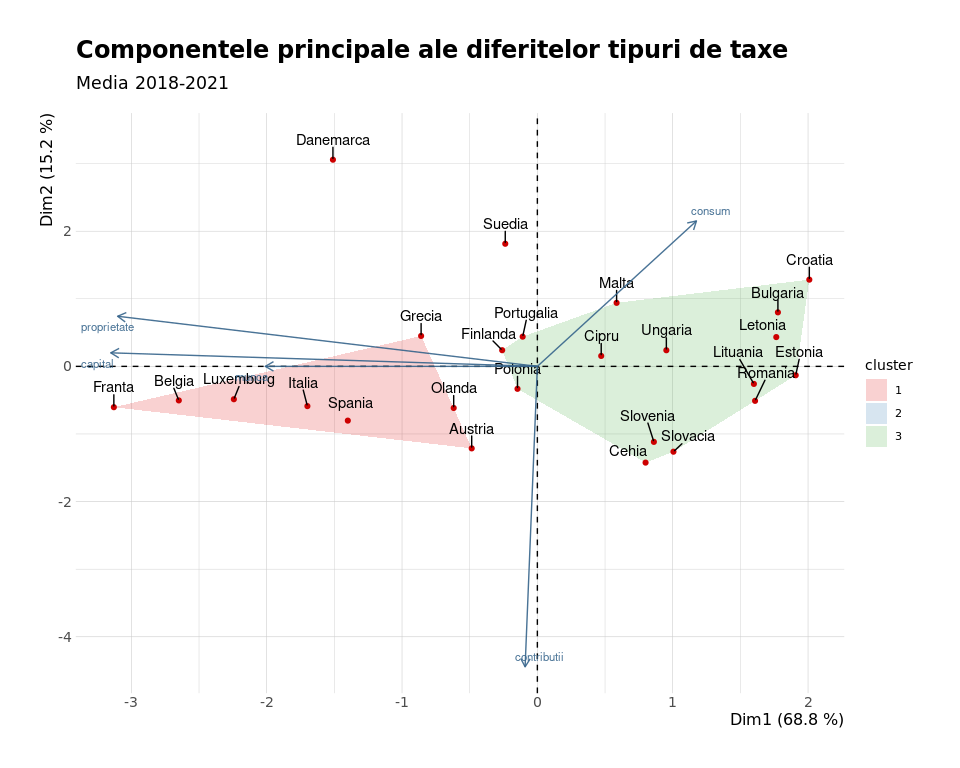 Componentele principale ale diferitelor tipuri de taxe
Media 2018-2021
Dim2 (15.2 %)
Danemarca
Suedia
consum
2
Croatia
Malta
Bulgaria
Grecia
Portugalia
Letonia
proprietate
Finlanda
Cipru
Ungaria
Lituania
Estonia
capital
0
Polonia
Romania
Franta
Belgia
Luxemburg
Italia
Olanda
Spania
Slovenia
Austria
Slovacia
Cehia
cluster
1
2
3
-2
-4
contributii
-3
-2
-1
0
1
2
Dim1 (68.8 %)